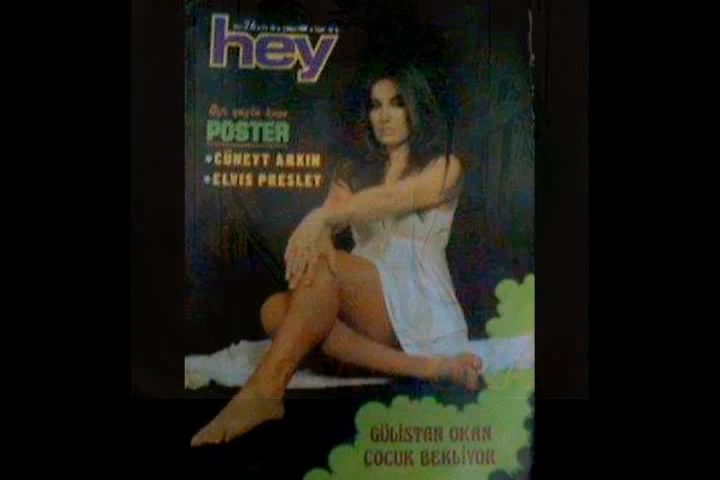 hey
POSTER
★CÜNEYT ARKIN
★ELVIS PRESLEY
GÜLİSTAN OKAN
ÇOCUK BEKLİYOR